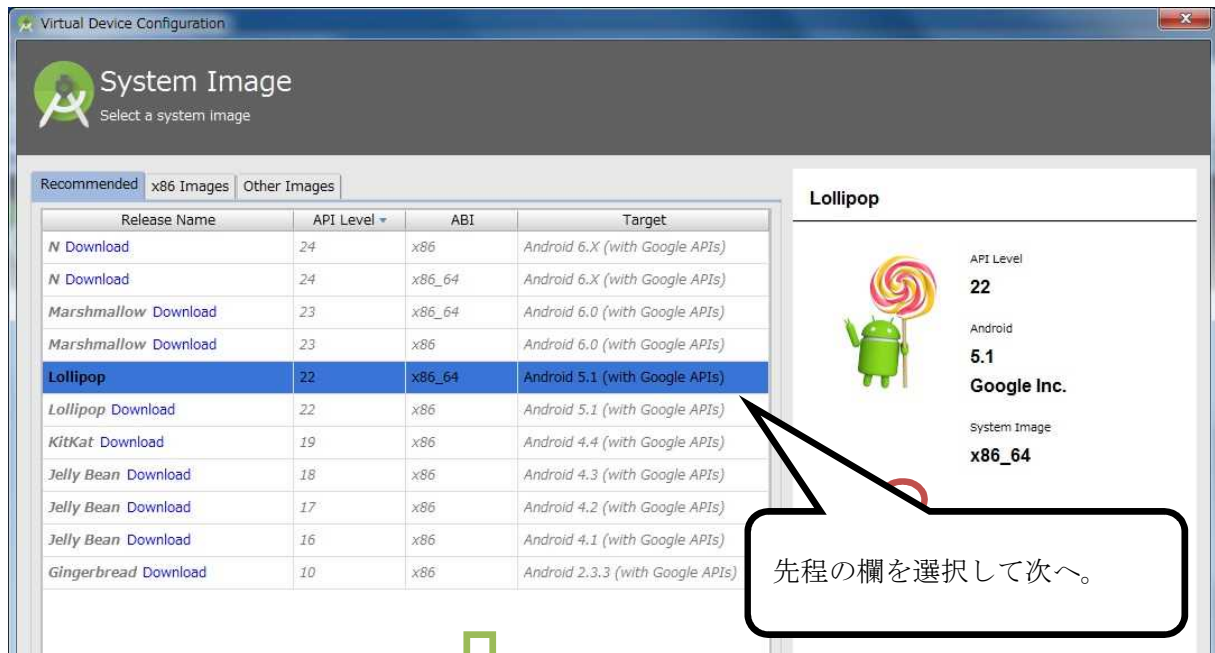 Virtual Device Configuration
System Image
Select a system image
Recommended x86 Images Other Images
Release Name API Level ABI Target
N Download 24 x86 Android 6.X (with Google APIs)
N Download 24 x86_64 Android 6.X (with Google APIs)
Marshmallow Download 23 x86_64 Android 6.0 (with Google APIs)
Marshmallow Download 23 x86 Android 6.0 (with Google APIs)
Lollipop 22 x86_64 Android 5.1 (with Google APIs)
Lollipop Download 22 x86 Android 5.1 (with Google APIs)
KitKat Download 19 x86 Android 4.4 (with Google APIs)
Jelly Bean Download 18 x86 Android 4.3 (with Google APIs)
Jelly Bean Download 17 x86 Android 4.2 (with Google APIs)
Jelly Bean Download 16 x86 Android 4.1 (with Google APIs)
Gingerbread Download 10 x86 Android 2.3.3 (with Google APIs)
Lollipop
API Level
22
Android
5.1
Google Inc.
System Image
x86_64
先程の欄を選択して次へ。